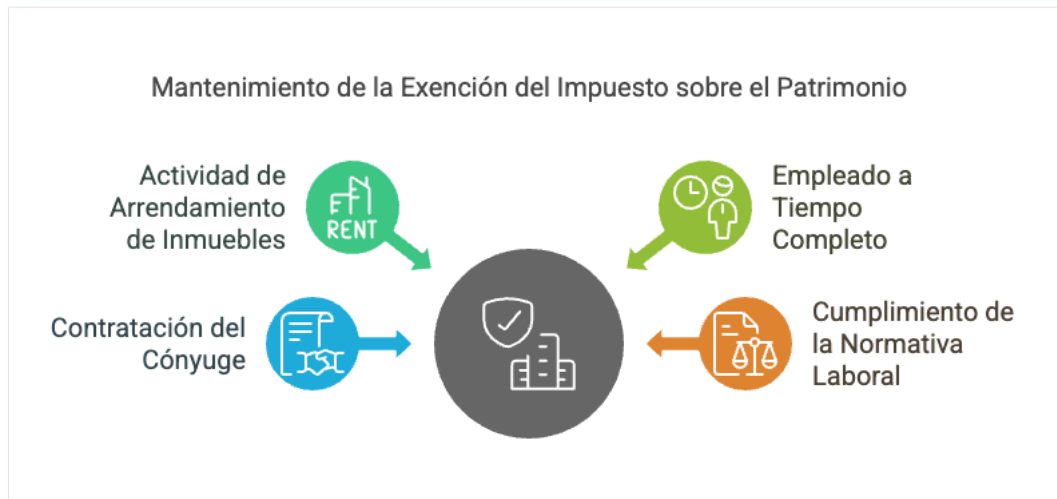 Mantenimiento de la Exención del Impuesto sobre el Patrimonio
Actividad de
Arrendamiento
de Inmuebles
RENT
Empleado a
Tiempo
Completo
Contratación del
Cónyuge
Cumplimiento de
la Normativa
Laboral